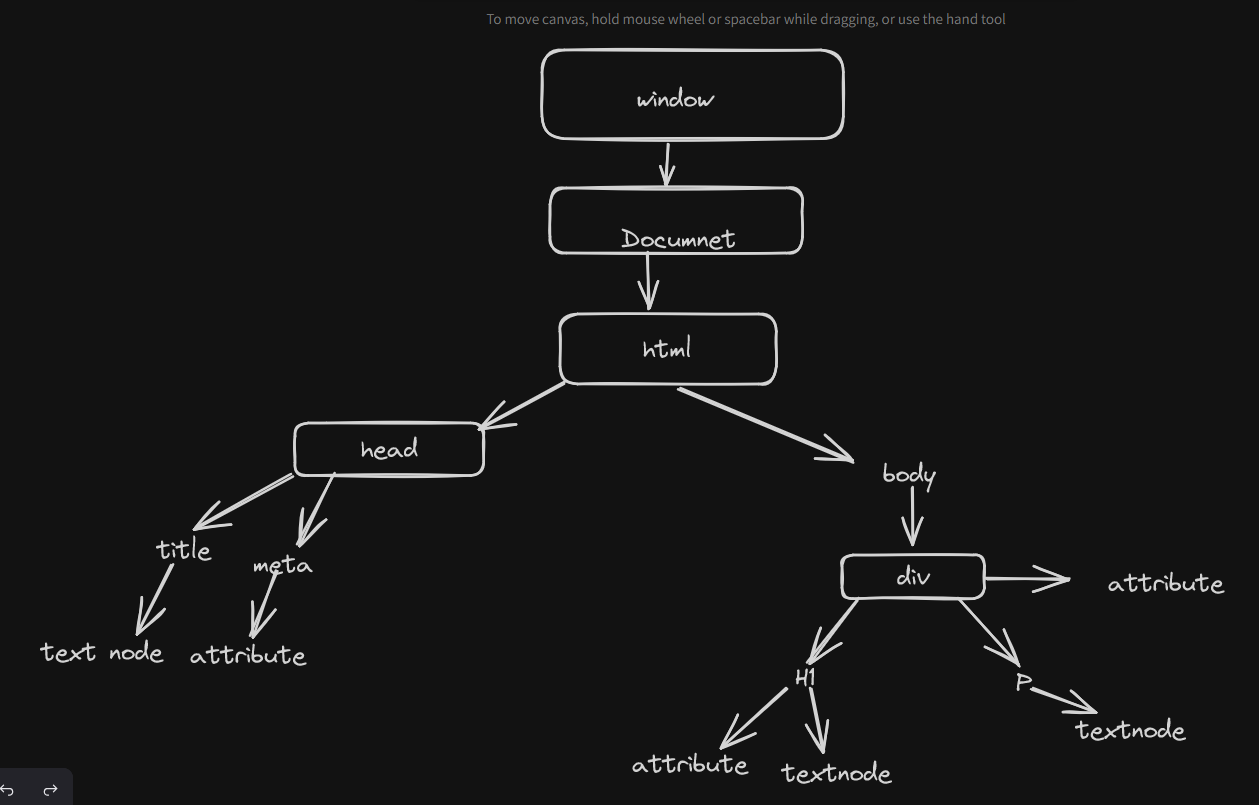 To move canvas, hold mouse wheel or spacebar while dragging, or use the hand tool
window
Documnet
html
head
body
title
meta
div
attribute
text node
attribute
H1
P
attribute
textnode
textnode